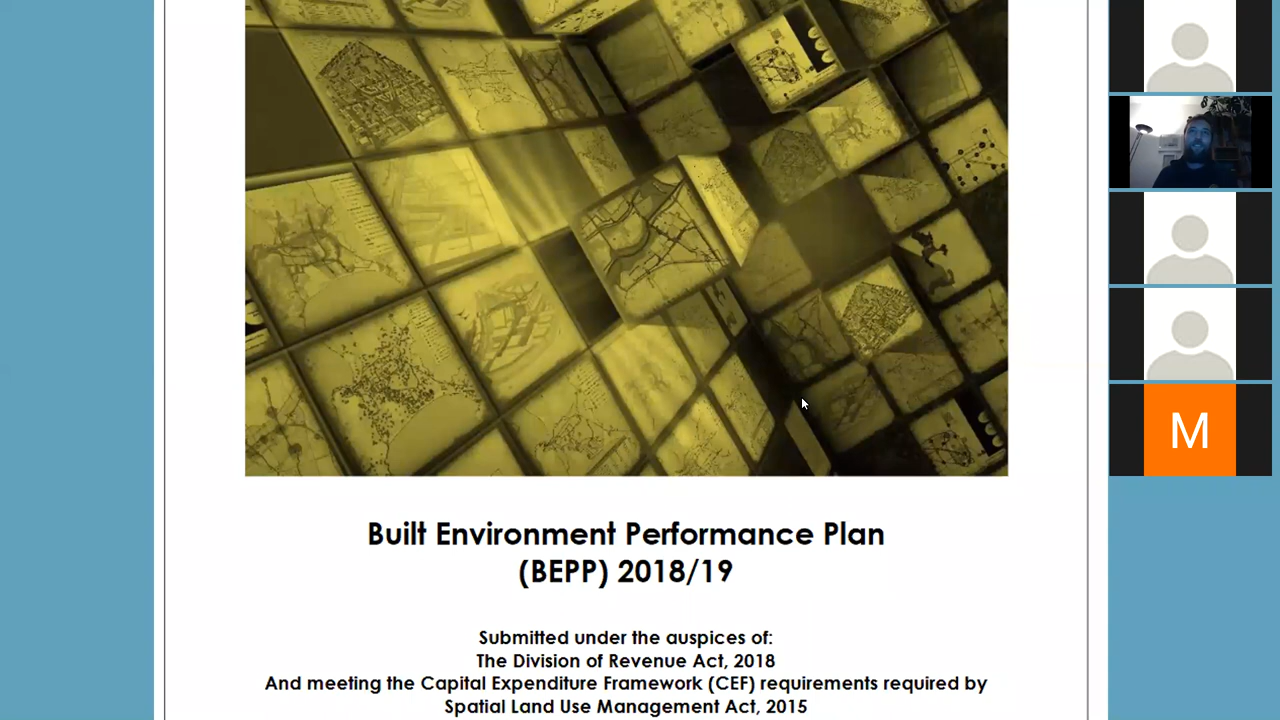 Built Environment Performance Plan
(BEPP) 2018/19
Submitted under the auspices of:
The Division of Revenue Act, 2018
And meeting the Capital Expenditure Framework (CEF) requirements required by
Spatial Land Use Management Act, 2015
M